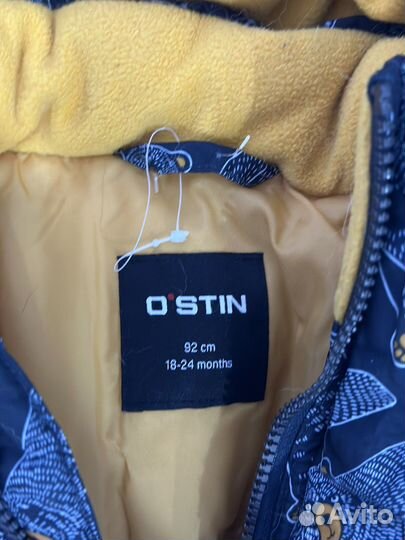 O'STIN
92 cm
18-24 months
Avito